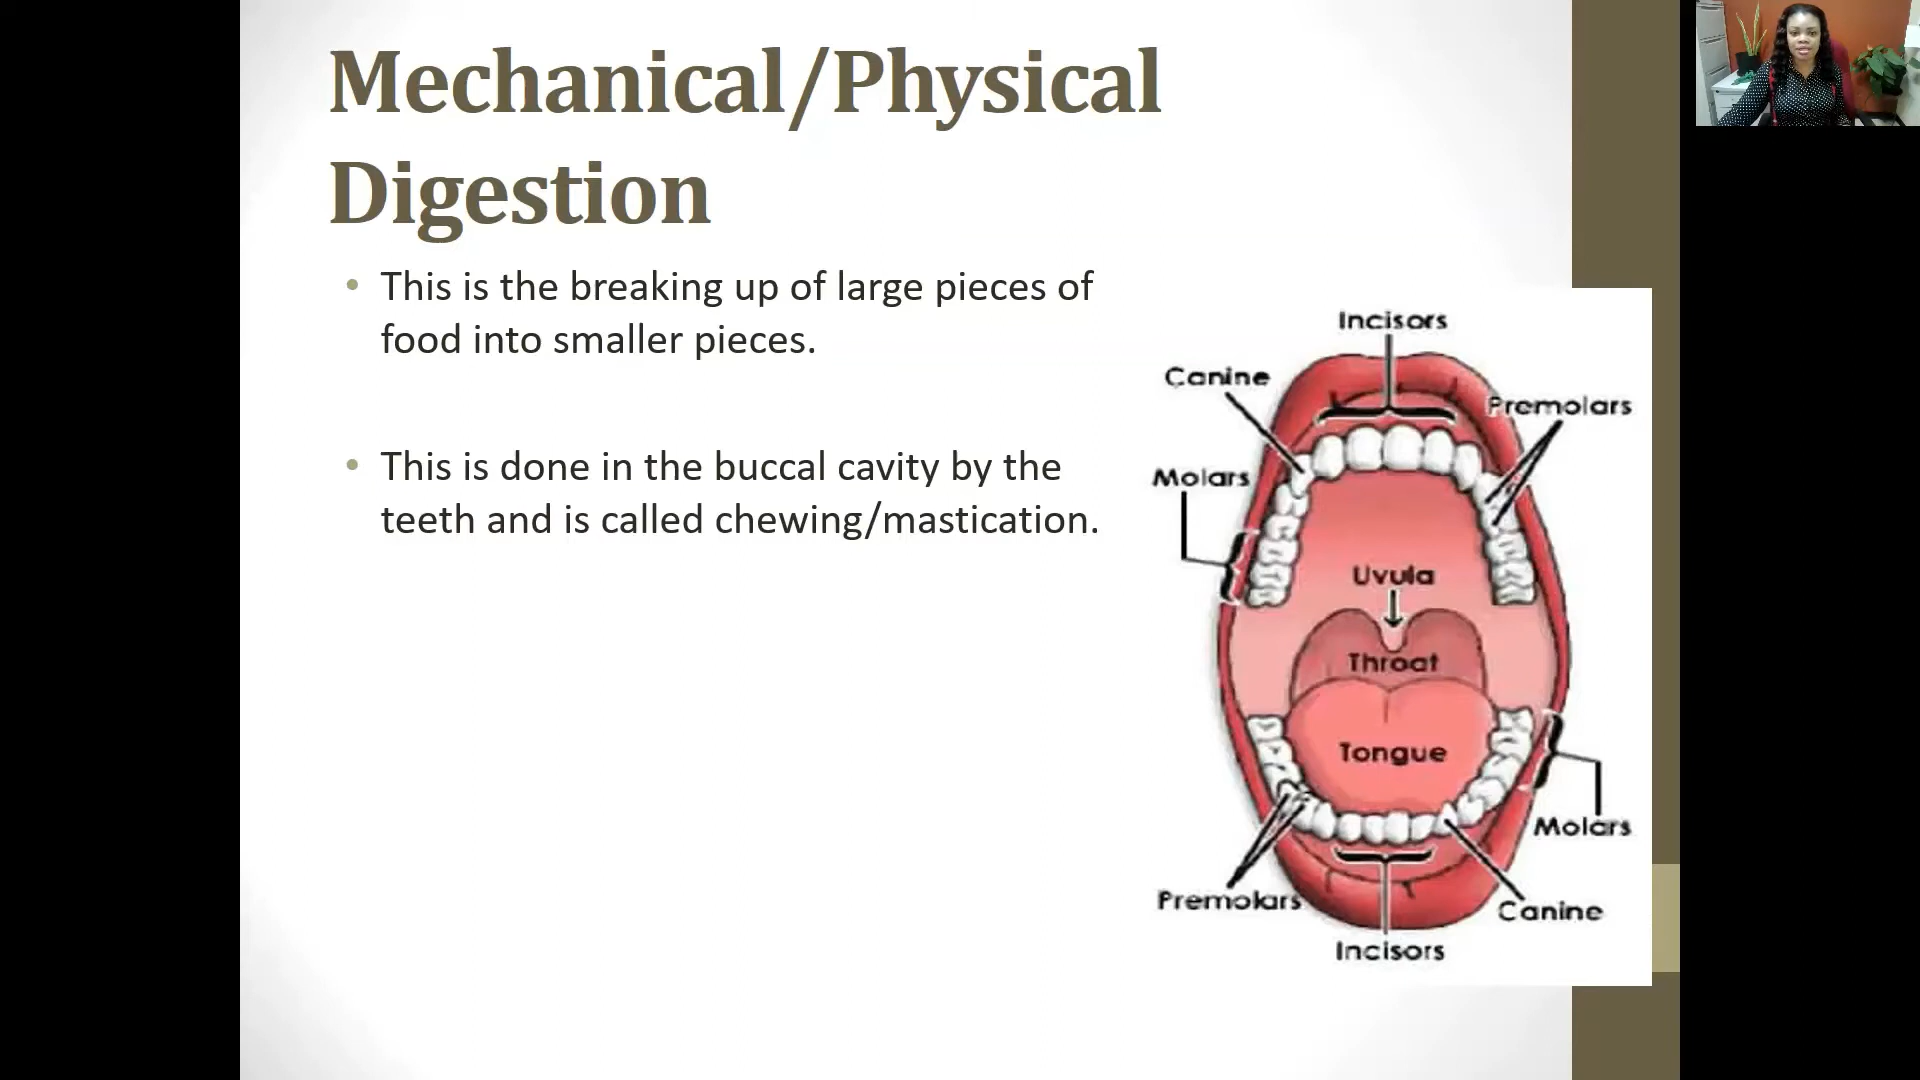 Mechanical/Physical
Digestion
• This is the breaking up of large pieces of
food into smaller pieces.
• This is done in the buccal cavity by the
teeth and is called chewing/mastication.
Incisors
Canine
Premolars
Molars
Uvula
Throat
Tongue
Molars
Premolars
Canine
Incisors